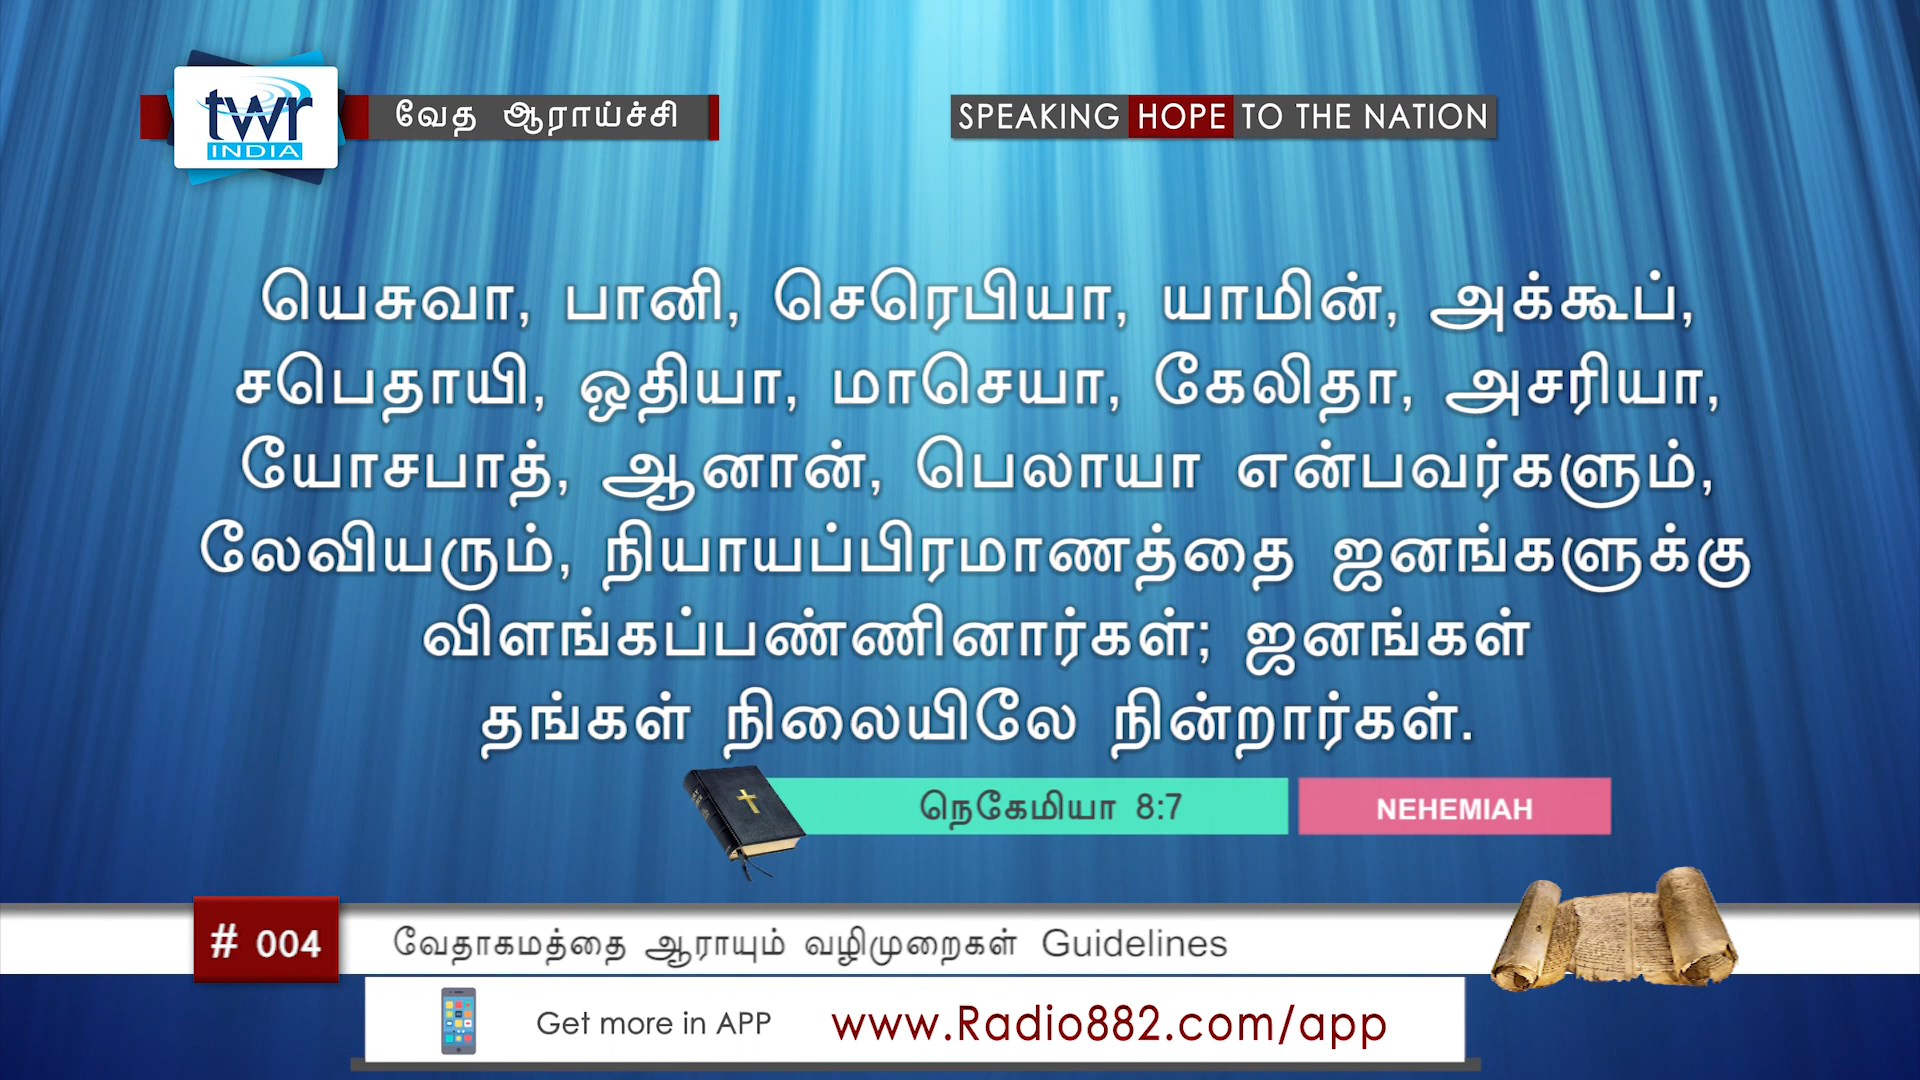 twr
INDIA
வேத ஆராய்ச்சி
SPEAKING HOPE TO THE NATION
யெசுவா, பானி, செரெபியா, யாமின், அக்கூப்,
சபெதாயி, ஒதியா, மாசெயா, கேலிதா, அசரியா,
யோசபாத், ஆனான், பெலாயா என்பவர்களும்,
லேவியரும், நியாயப்பிரமாணத்தை ஜனங்களுக்கு
விளங்கப்பண்ணினார்கள்; ஜனங்கள்
தங்கள் நிலையிலே நின்றார்கள்.
நெகேமியா 8:7
NEHEMIAH
# 004
வேதாகமத்தை ஆராயும் வழிமுறைகள் Guidelines
Get more in APP
www.Radio882.com/app